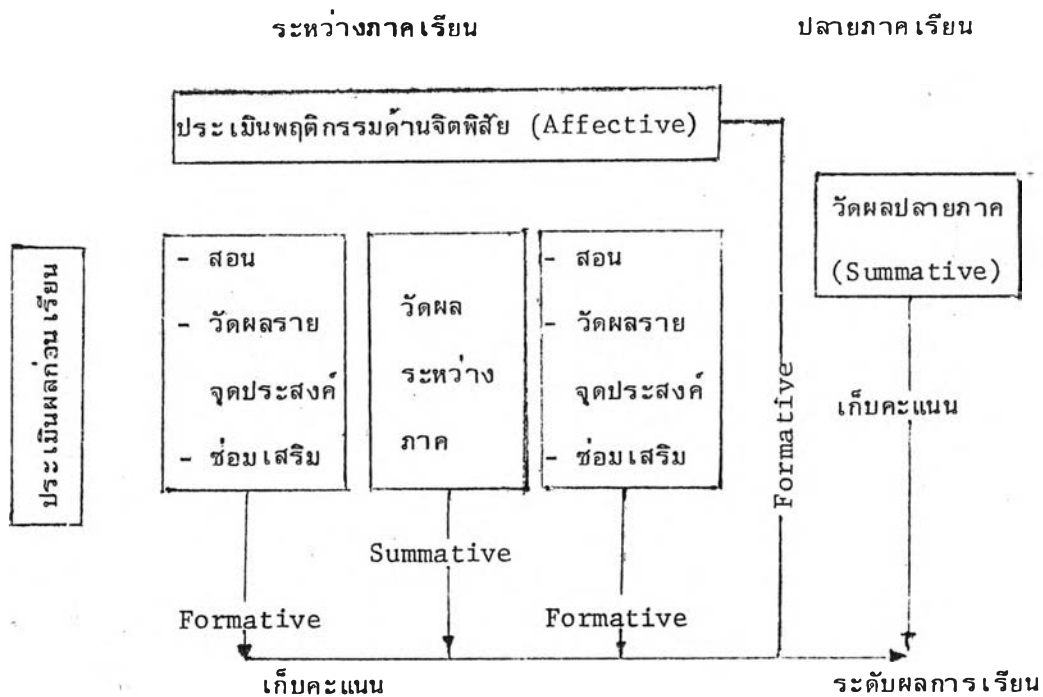 ระหว่างภาคเรียน
ปลายภาคเรียน
ประเมินพฤติกรรมด้านจิตพิสัย (Affective)
วัดผลปลายภาค
(Summative)
ประเมินผลก่อนเรียน
- สอน
- วัดผลราย
จุดประสงค์
- ซ่อมเสริม
วัดผล
ระหว่าง
ภาค
- สอน
- วัดผลราย
จุดประสงค์
- ซ่อมเสริม
Formative
เก็บคะแนน
Summative
Formative
Formative
เก็บคะแนน
ระดับผลการเรียน